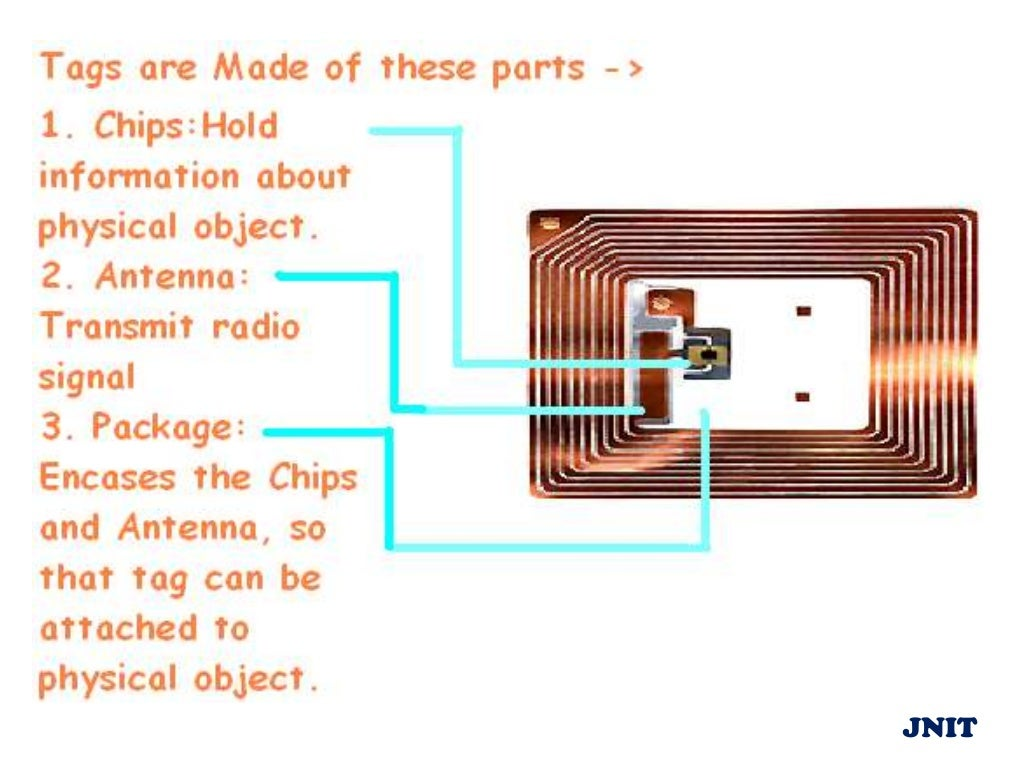 Tags are Made of these parts ->
1. Chips:Hold
information about
physical object.
2. Antenna:
Transmit radio
signal
3. Package:
Encases the Chips
and Antenna, so
that tag can be
attached to
physical object.
JNIT